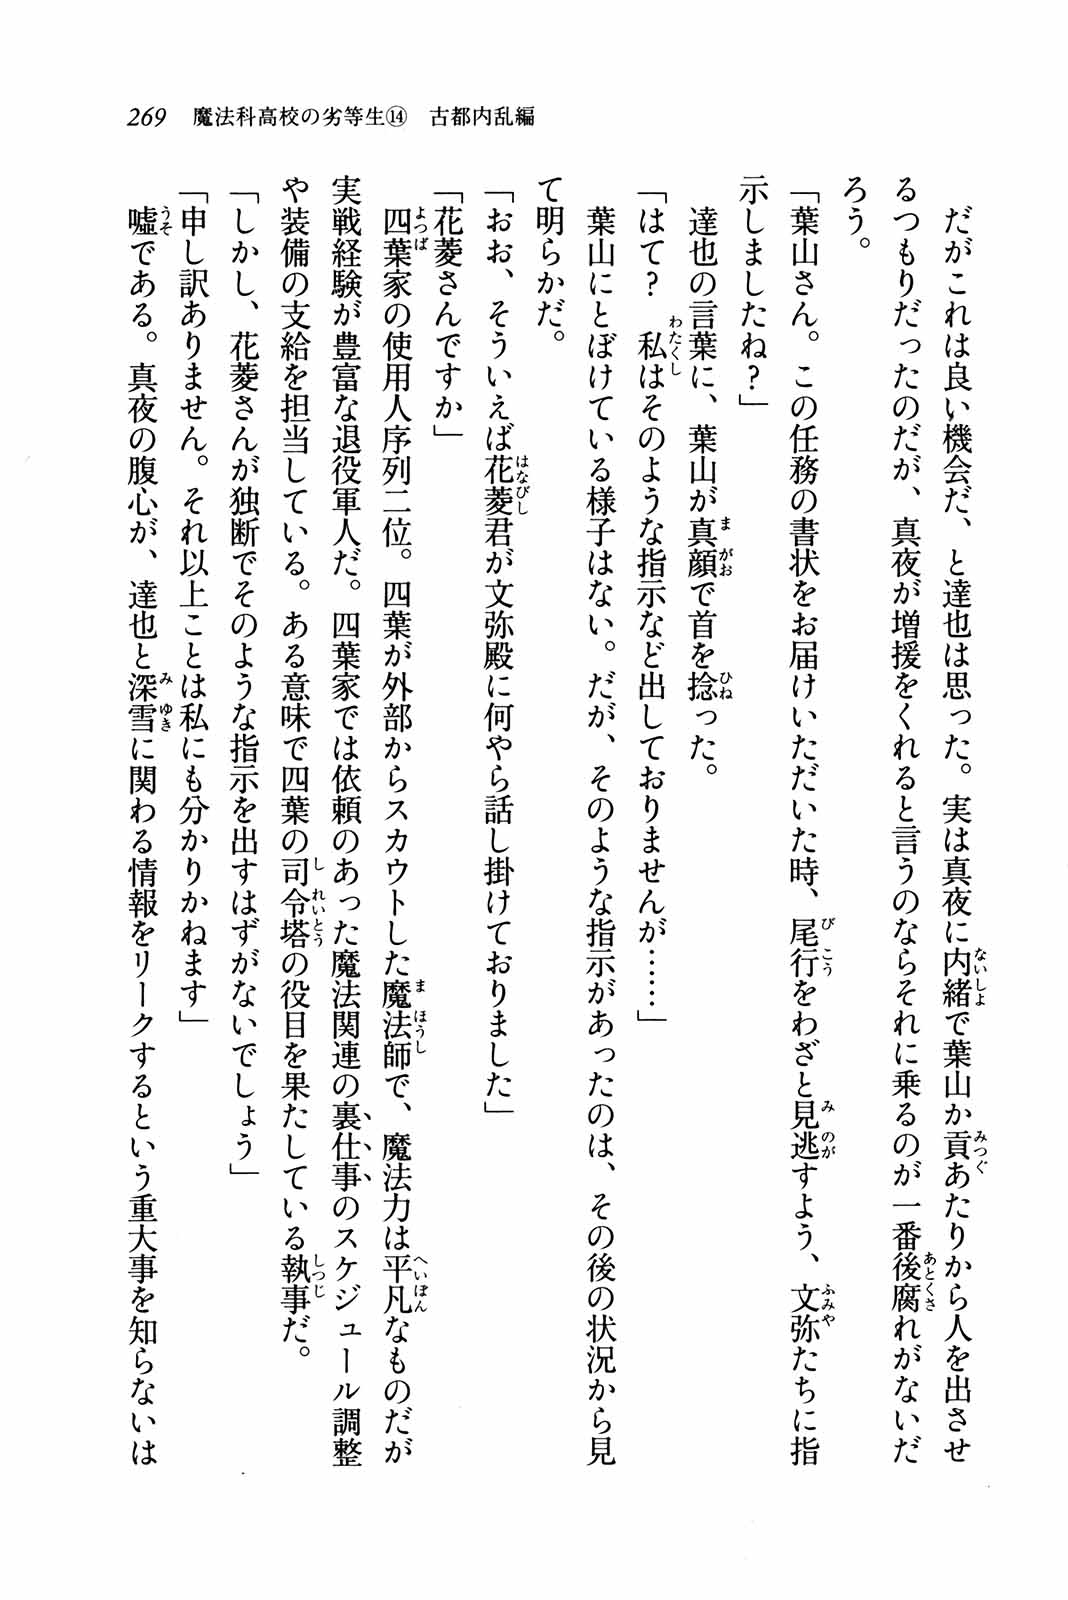 269 魔法科高校の劣等生⑭ 古都内乱編
だがこれは良い機会だ、と達也は思った。実は真夜に内緒で葉山か貢あたりから人を出させ
るつもりだったのだが、真夜が増援をくれると言うのならそれに乗るのが一番後腐れがないだ
ろう。
「葉山さん。この任務の書状をお届けいただいた時、尾行をわざと見逃すよう、文弥たちに指
示しましたね?」
達也の言葉に、葉山が真顔で首を捻った。
「はて? 私はそのような指示など出しておりませんが……」
葉山にとぼけている様子はない。だが、そのような指示があったのは、その後の状況から見
て明らかだ。
「おお、そういえば花菱君が文弥殿に何やら話し掛けておりました」
「花菱さんですか」
四葉家の使用人序列二位。四葉が外部からスカウトした魔法師で、魔法力は平凡なものだが
実戦経験が豊富な退役軍人だ。四葉家では依頼のあった魔法関連の裏仕事のスケジュール調整
や装備の支給を担当している。ある意味で四葉の司令塔の役目を果たしている執事だ。
「しかし、花菱さんが独断でそのような指示を出すはずがないでしょう」
「申し訳ありません。それ以上ことは私にも分かりかねます」
嘘である。真夜の腹心が、達也と深雪に関わる情報をリークするという重大事を知らないは